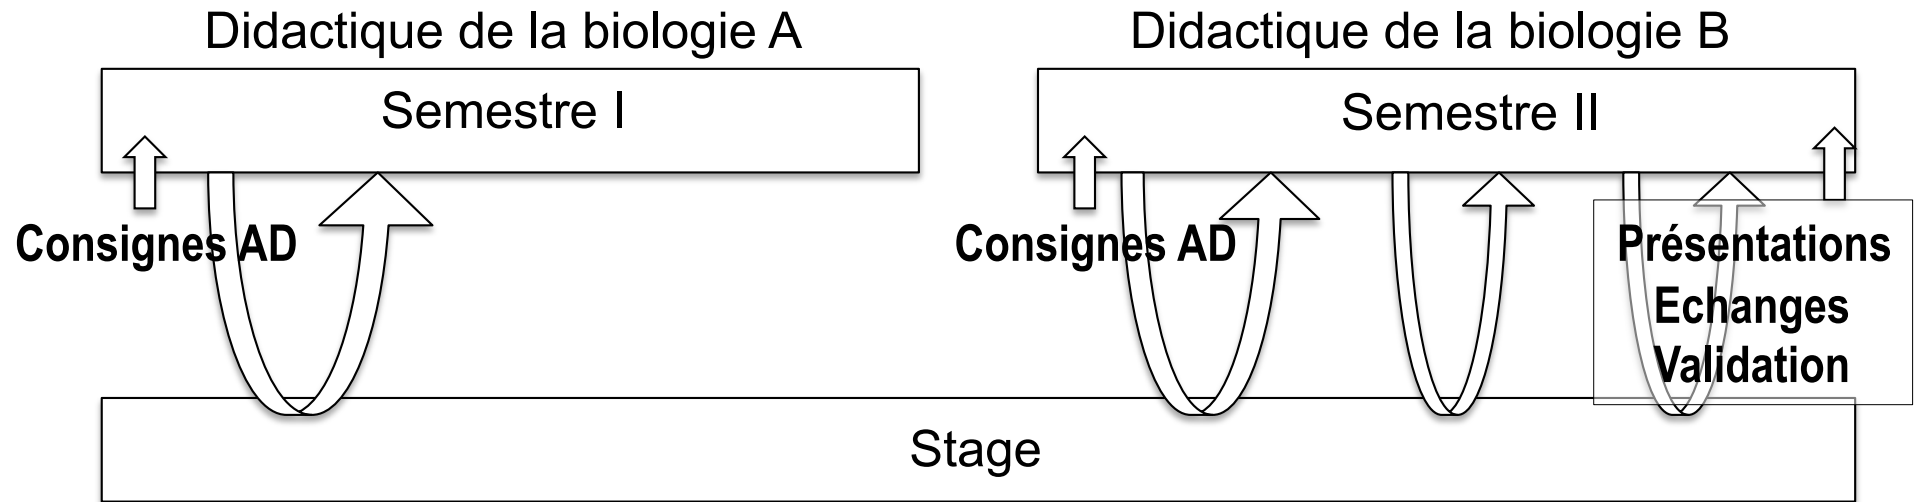 Didactique de la biologie A
Didactique de la biologie B
Semestre I
Semestre II
Consignes AD
Consignes AD
Présentations
Echanges
Validation
Stage